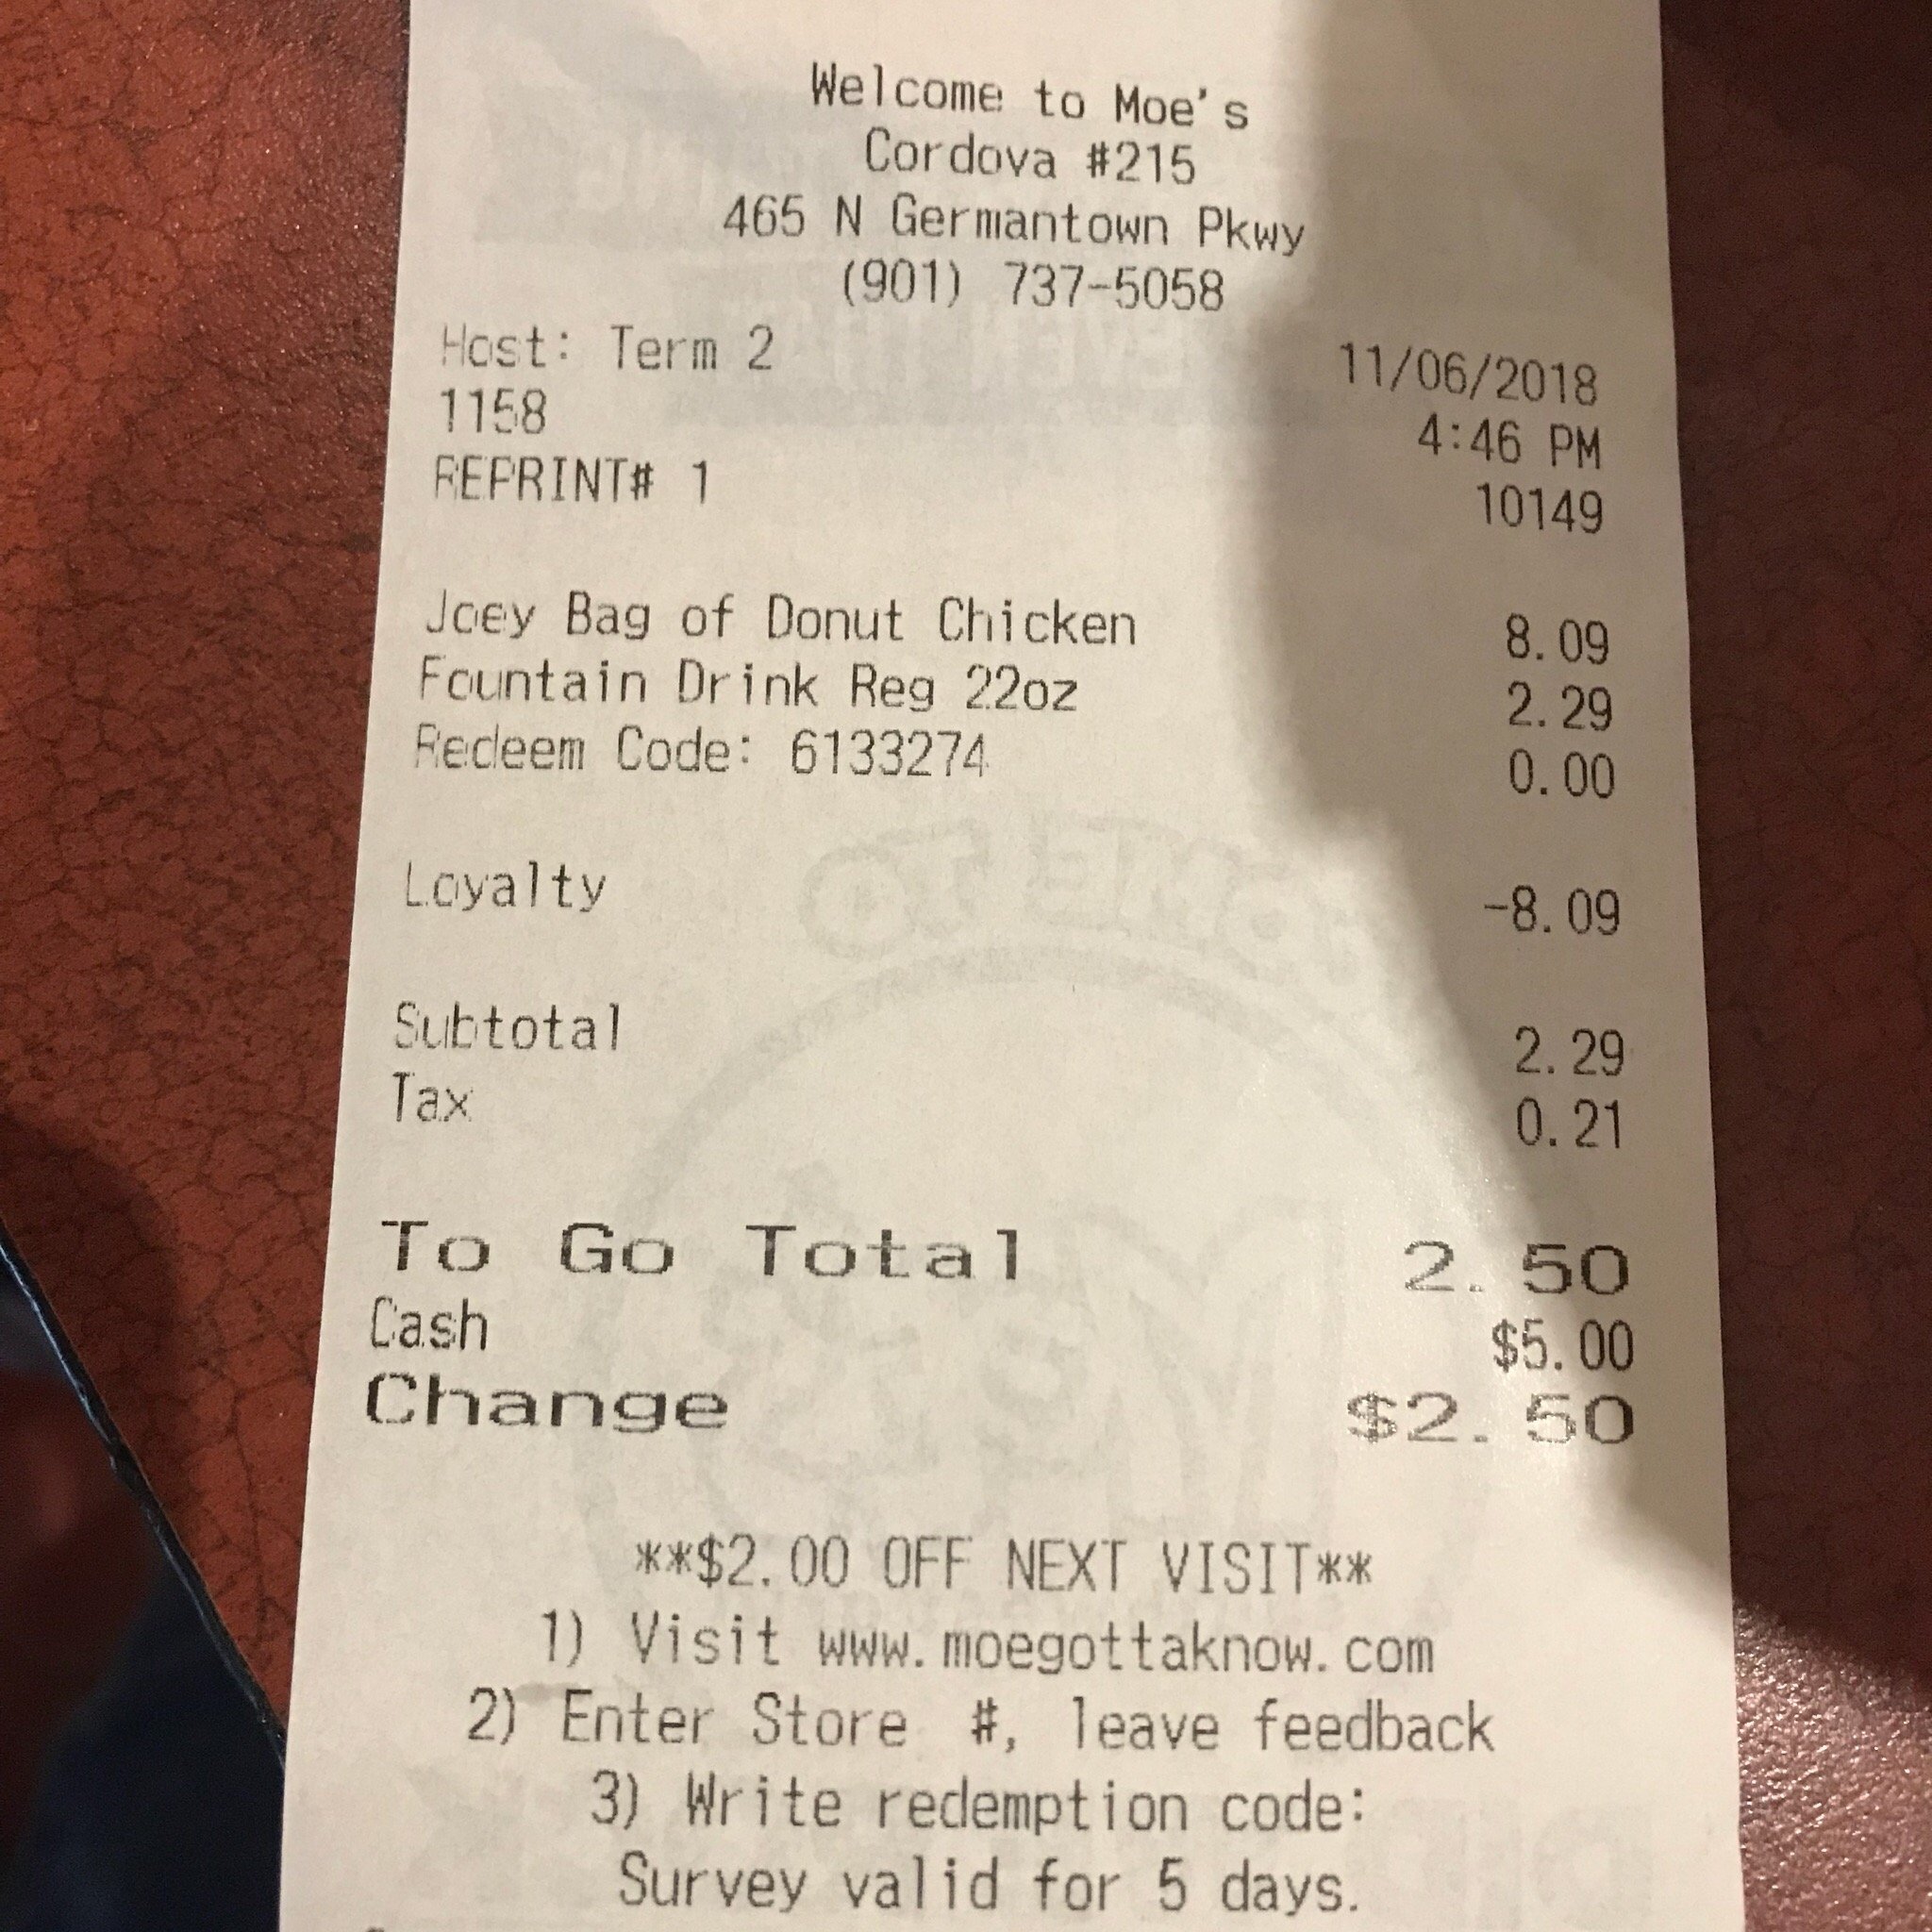 Welcome to Moe's
Cordova #215
465 N Germantown Pkwy
(901) 737-5058
Host: Term 2 11/06/2018
1158 4:46 PM
REPRINT# 1 10149
Joey Bag of Donut Chicken 8.09
Fountain Drink Reg 22oz 2.29
Redeem Code: 6133274 0.00
Loyalty -8.09
Subtotal 2.29
Tax 0.21
To Go Total 2.50
Cash $5.00
Change $2.50
**$2.00 OFF NEXT VISIT**
1) Visit www.moegottaknow.com
2) Enter Store #, leave feedback
3) Write redemption code:
Survey valid for 5 days.